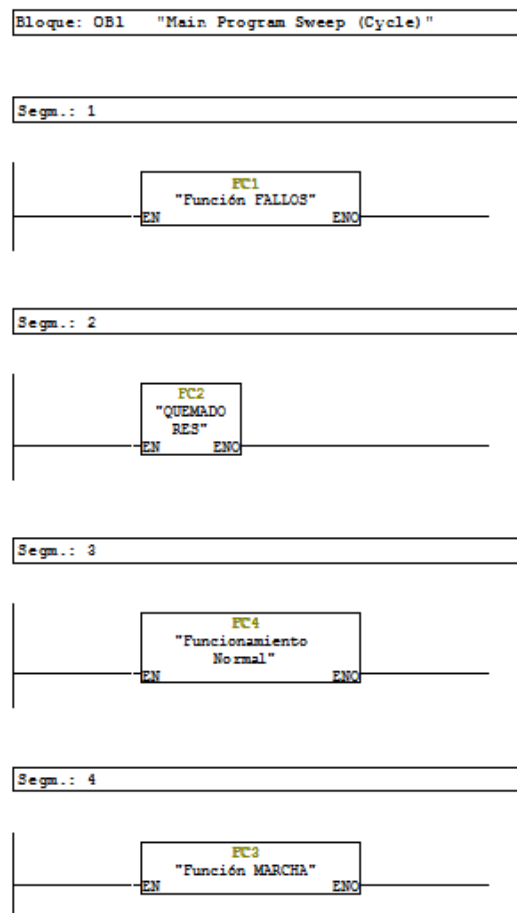 Bloque: OB1 "Main Program Sweep (Cycle)"
Segm.: 1
FC1
"Función FALLOS"
EN ENO
Segm.: 2
FC2
"QUEMADO
RES"
EN ENO
Segm.: 3
FC4
"Funcionamiento
Normal"
EN ENO
Segm.: 4
FC3
"Función MARCHA"
EN ENO